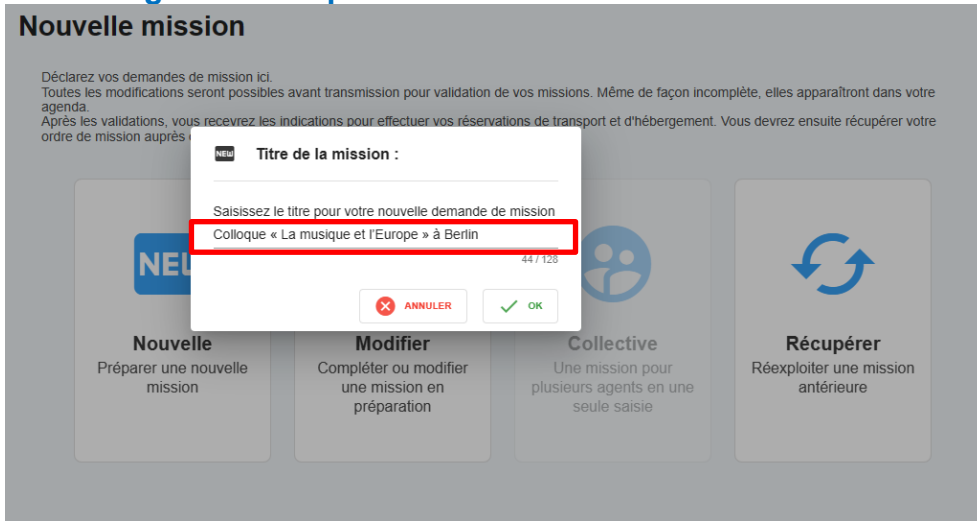 Nouvelle mission
Déclarez vos demandes de mission ici.
Toutes les modifications seront possibles avant transmission pour validation de vos missions. Même de façon incomplète, elles apparaîtront dans votre
agenda.
Après les validations, vous recevrez les indications pour effectuer vos réservations de transport et d'hébergement. Vous devrez ensuite récupérer votre
ordre de mission auprès
NEW Titre de la mission :
Saisissez le titre pour votre nouvelle demande de mission
Colloque « La musique et l'Europe » à Berlin
44 / 128
ANNULER OK
Nouvelle
Préparer une nouvelle
mission
Modifier
Compléter ou modifier
une mission en
préparation
Collective
Une mission pour
plusieurs agents en une
seule saisie
Récupérer
Réexploiter une mission
antérieure